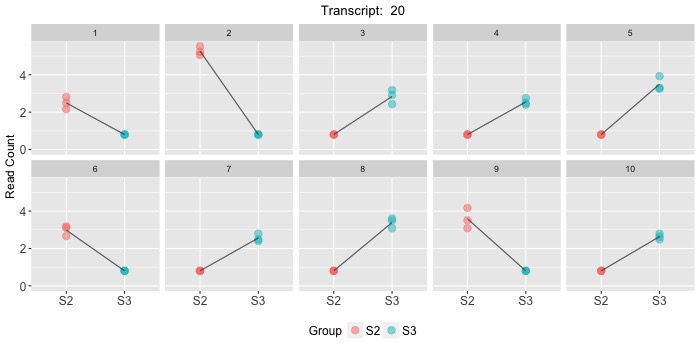 Transcript: 20
1 2 3 4 5
4
2
0
Read Count
6 7 8 9 10
4
2
0
S2 S3 S2 S3 S2 S3 S2 S3 S2 S3
Group S2 S3